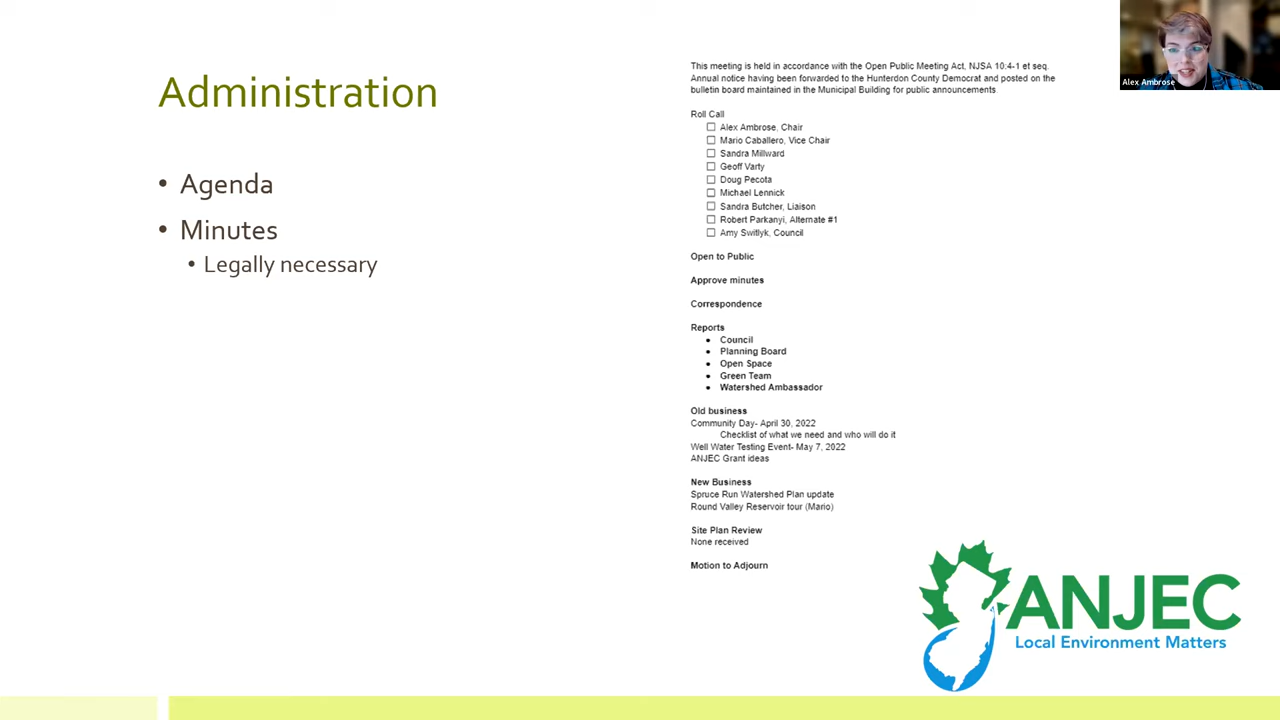 Administration
• Agenda
• Minutes
• Legally necessary
This meeting is held in accordance with the Open Public Meeting Act, NJSA 10:4-1 et seq.
Annual notice having been forwarded to the Hunterdon County Democrat and posted on the
bulletin board maintained in the Municipal Building for public announcements.
Roll Call
☐ Alex Ambrose, Chair
☐ Mario Caballero, Vice Chair
☐ Sandra Millward
☐ Geoff Varty
☐ Doug Pecota
☐ Michael Lennick
☐ Sandra Butcher, Liaison
☐ Robert Parkanyi, Alternate #1
☐ Amy Switlyk, Council
Open to Public
Approve minutes
Correspondence
Reports
• Council
• Planning Board
• Open Space
• Green Team
• Watershed Ambassador
Old business
Community Day- April 30, 2022
Checklist of what we need and who will do it
Well Water Testing Event- May 7, 2022
ANJEC Grant ideas
New Business
Spruce Run Watershed Plan update
Round Valley Reservoir tour (Mario)
Site Plan Review
None received
Motion to Adjourn
Alex Ambrose
ANJEC
Local Environment Matters